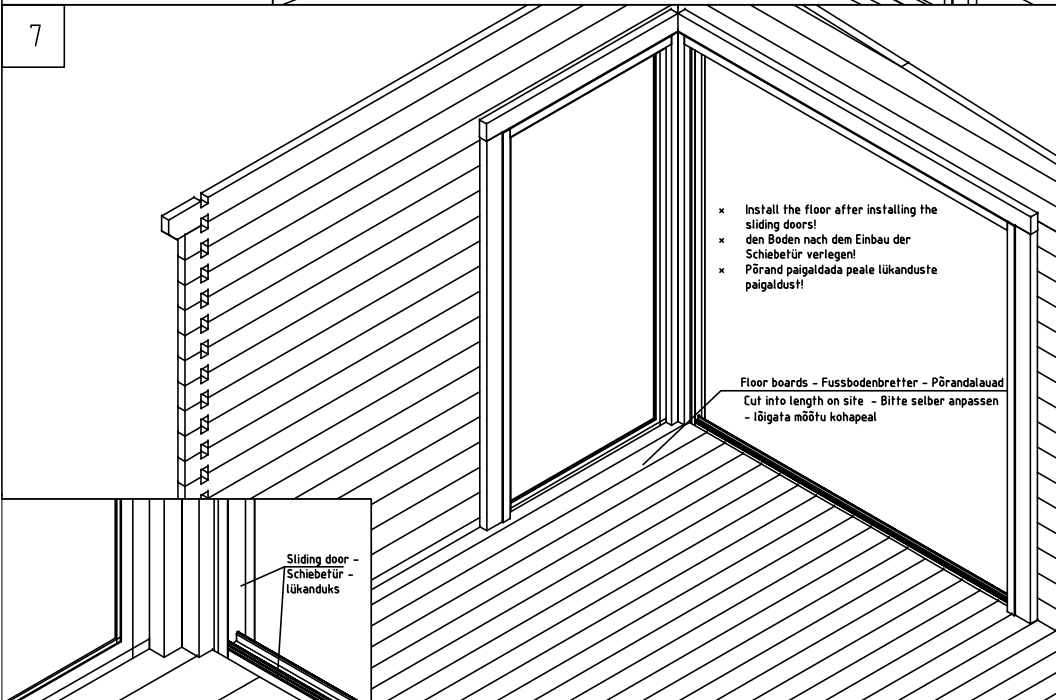 7
× Install the floor after installing the
sliding doors!
× den Boden nach dem Einbau der
Schiebetür verlegen!
× Põrand paigaldada peale lükanduste
paigaldust!
Floor boards - Fussbodenbretter - Põrandalauad
Cut into length on site - Bitte selber anpassen
- lõigata mõõtu kohapeal
Sliding door -
Schiebetür -
lükanduks